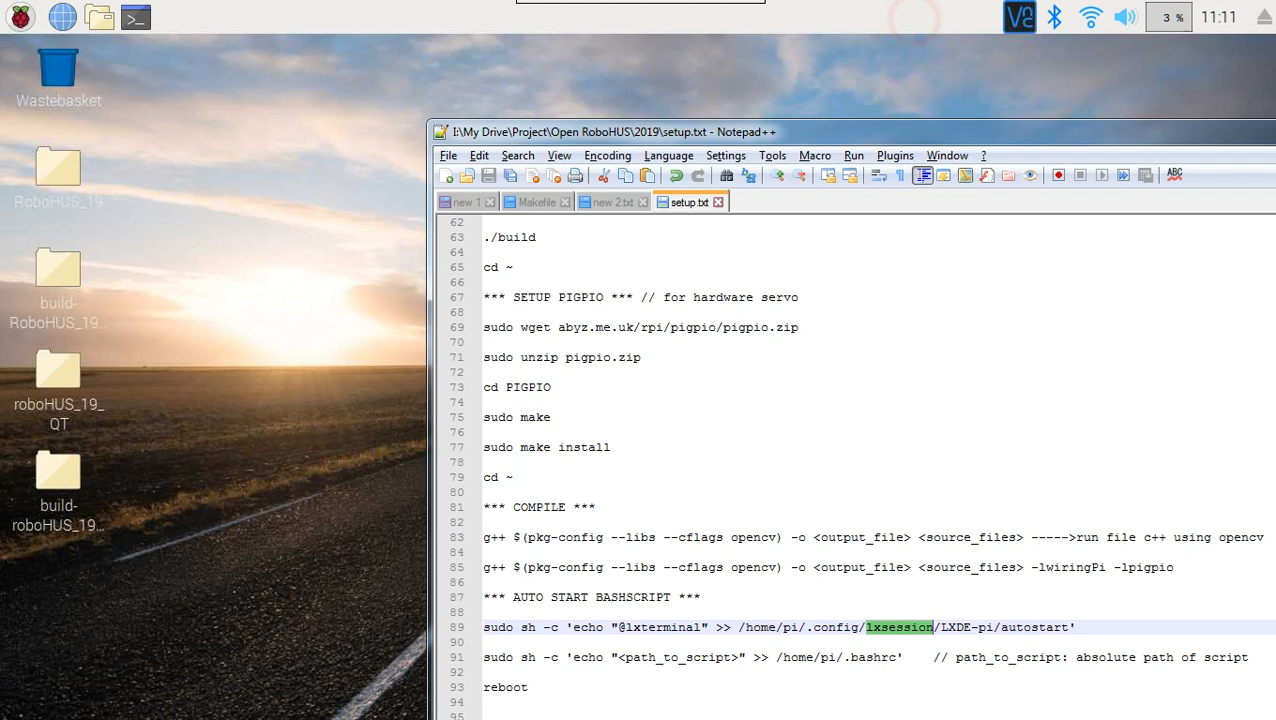 3 %
11:11
Wastebasket
RoboHUS_19
build-
RoboHUS_19...
roboHUS_19_
QT
build-
roboHUS_19...
I:\My Drive\Project\Open RoboHUS\2019\setup.txt - Notepad++
File Edit Search View Encoding Language Settings Tools Macro Run Plugins Window ?
ABC
new 1 Makefile new 2.txt setup.txt
62
63 ./build
64
65 cd ~
66
67 *** SETUP PIGPIO *** // for hardware servo
68
69 sudo wget abyz.me.uk/rpi/pigpio/pigpio.zip
70
71 sudo unzip pigpio.zip
72
73 cd PIGPIO
74
75 sudo make
76
77 sudo make install
78
79 cd ~
80
81 *** COMPILE ***
82
83 g++ $(pkg-config --libs --cflags opencv) -o <output_file> <source_files> ----->run file c++ using opencv
84
85 g++ $(pkg-config --libs --cflags opencv) -o <output_file> <source_files> -lwiringPi -lpigpio
86
87 *** AUTO START BASHSCRIPT ***
88
89 sudo sh -c 'echo "@lxterminal" >> /home/pi/.config/lxsession/LXDE-pi/autostart'
90
91 sudo sh -c 'echo "<path_to_script>" >> /home/pi/.bashrc' // path_to_script: absolute path of script
92
93 reboot
94
95